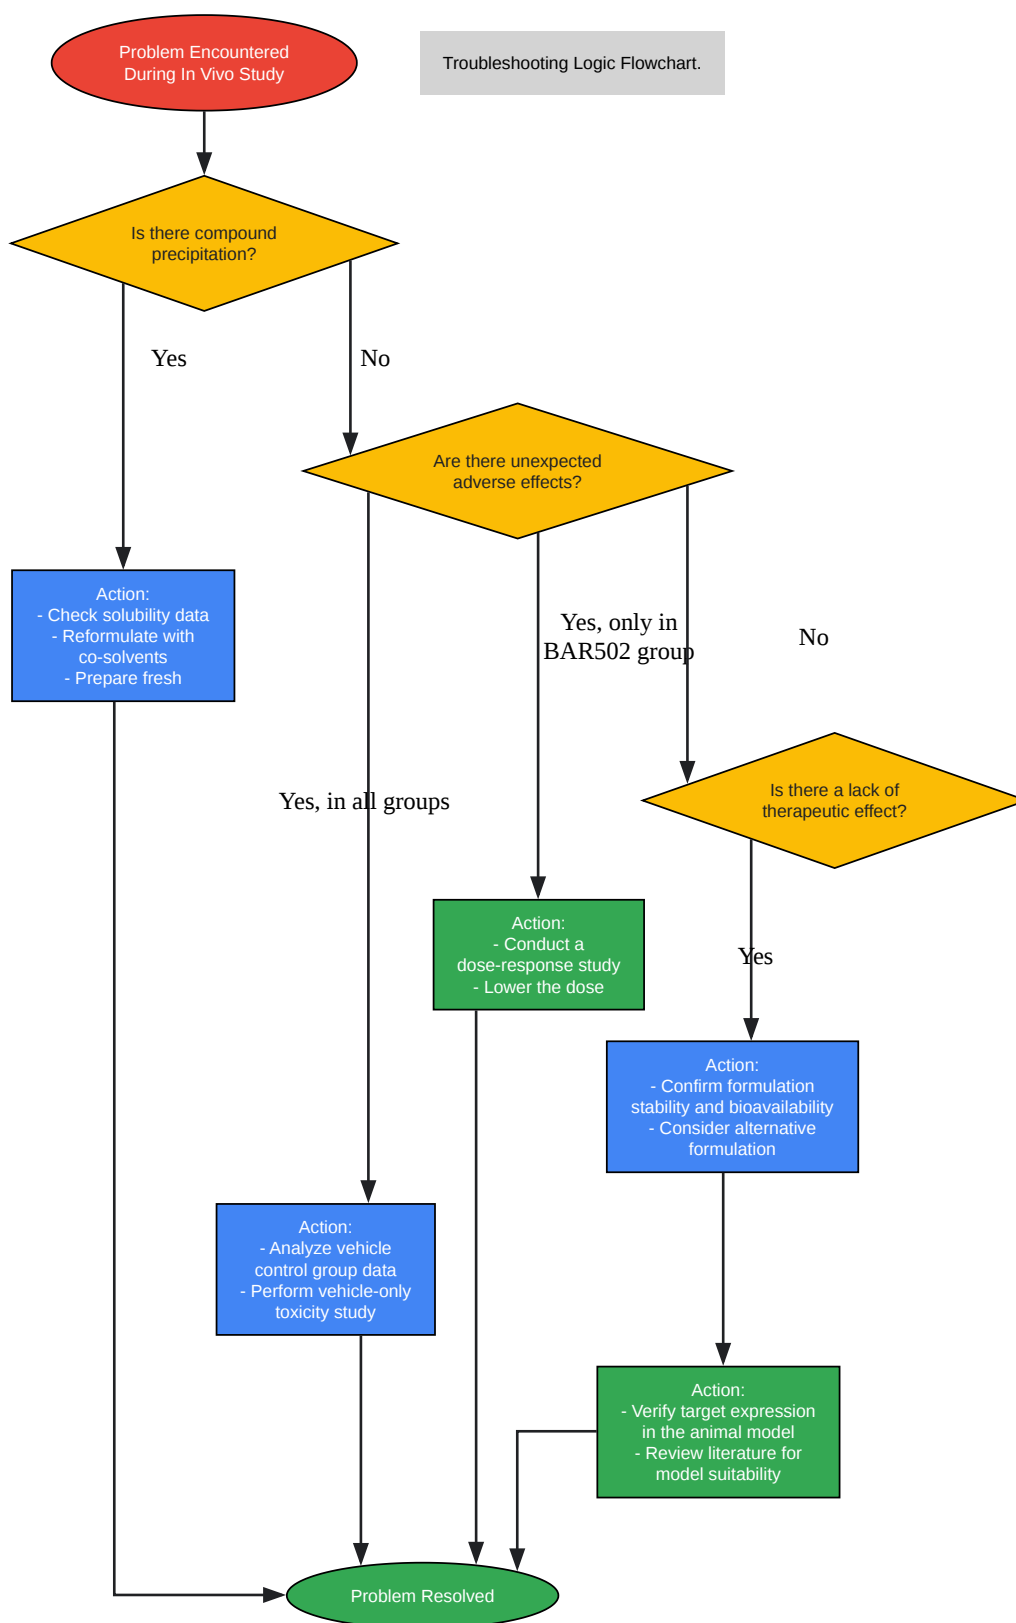 Problem Encountered
During In Vivo Study
Troubleshooting Logic Flowchart.
Is there compound
precipitation?
Yes
No
Are there unexpected
adverse effects?
Action:
- Check solubility data
- Reformulate with
co-solvents
- Prepare fresh
Yes, only in
BAR502 group
No
Yes, in all groups
Is there a lack of
therapeutic effect?
Action:
- Conduct a
dose-response study
- Lower the dose
Yes
Action:
- Confirm formulation
stability and bioavailability
- Consider alternative
formulation
Action:
- Analyze vehicle
control group data
- Perform vehicle-only
toxicity study
Action:
- Verify target expression
in the animal model
- Review literature for
model suitability
Problem Resolved